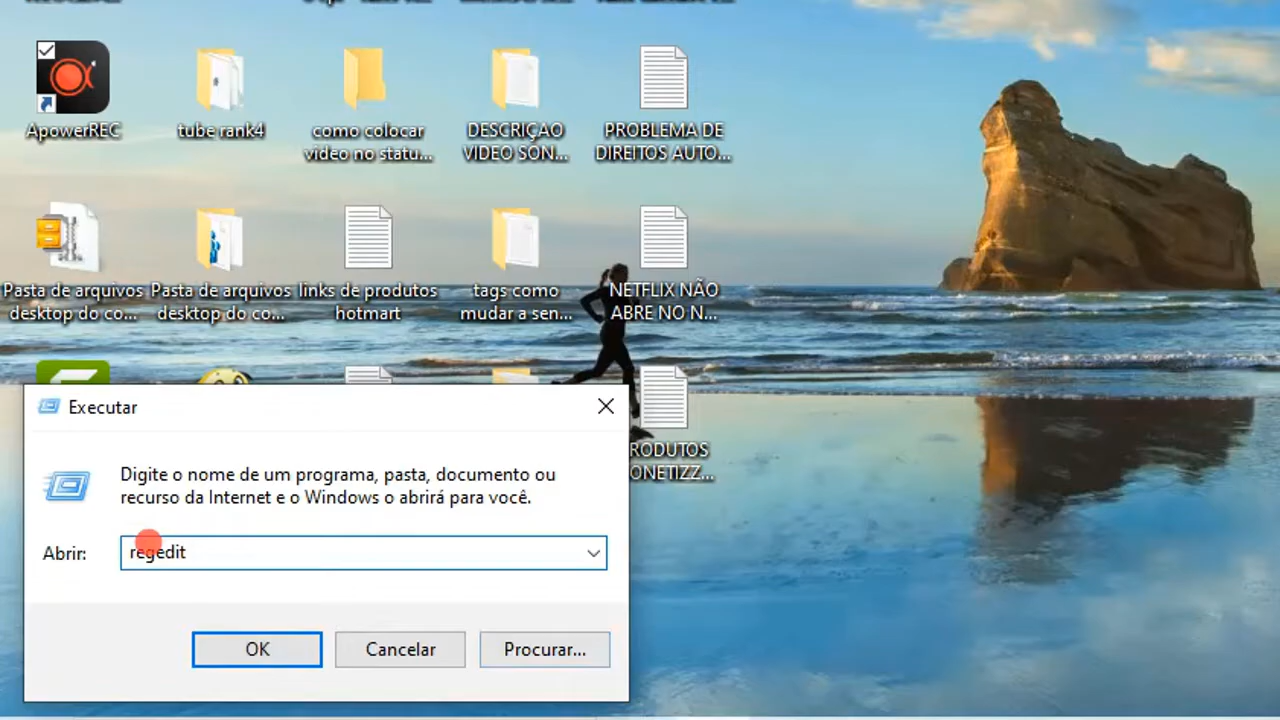 ApowerREC
tube rank4
como colocar
video no statu...
DESCRIÇAO
VIDEO SON...
PROBLEMA DE
DIREITOS AUTO...
Pasta de arquivos
desktop do co...
Pasta de arquivos
desktop do co...
links de produtos
hotmart
tags como
mudar a sen...
NETFLIX NÃO
ABRE NO N...
RODUTOS
ONETIZZ...
Executar
Digite o nome de um programa, pasta, documento ou
recurso da Internet e o Windows o abrirá para você.
Abrir:
regedit
OK
Cancelar
Procurar...